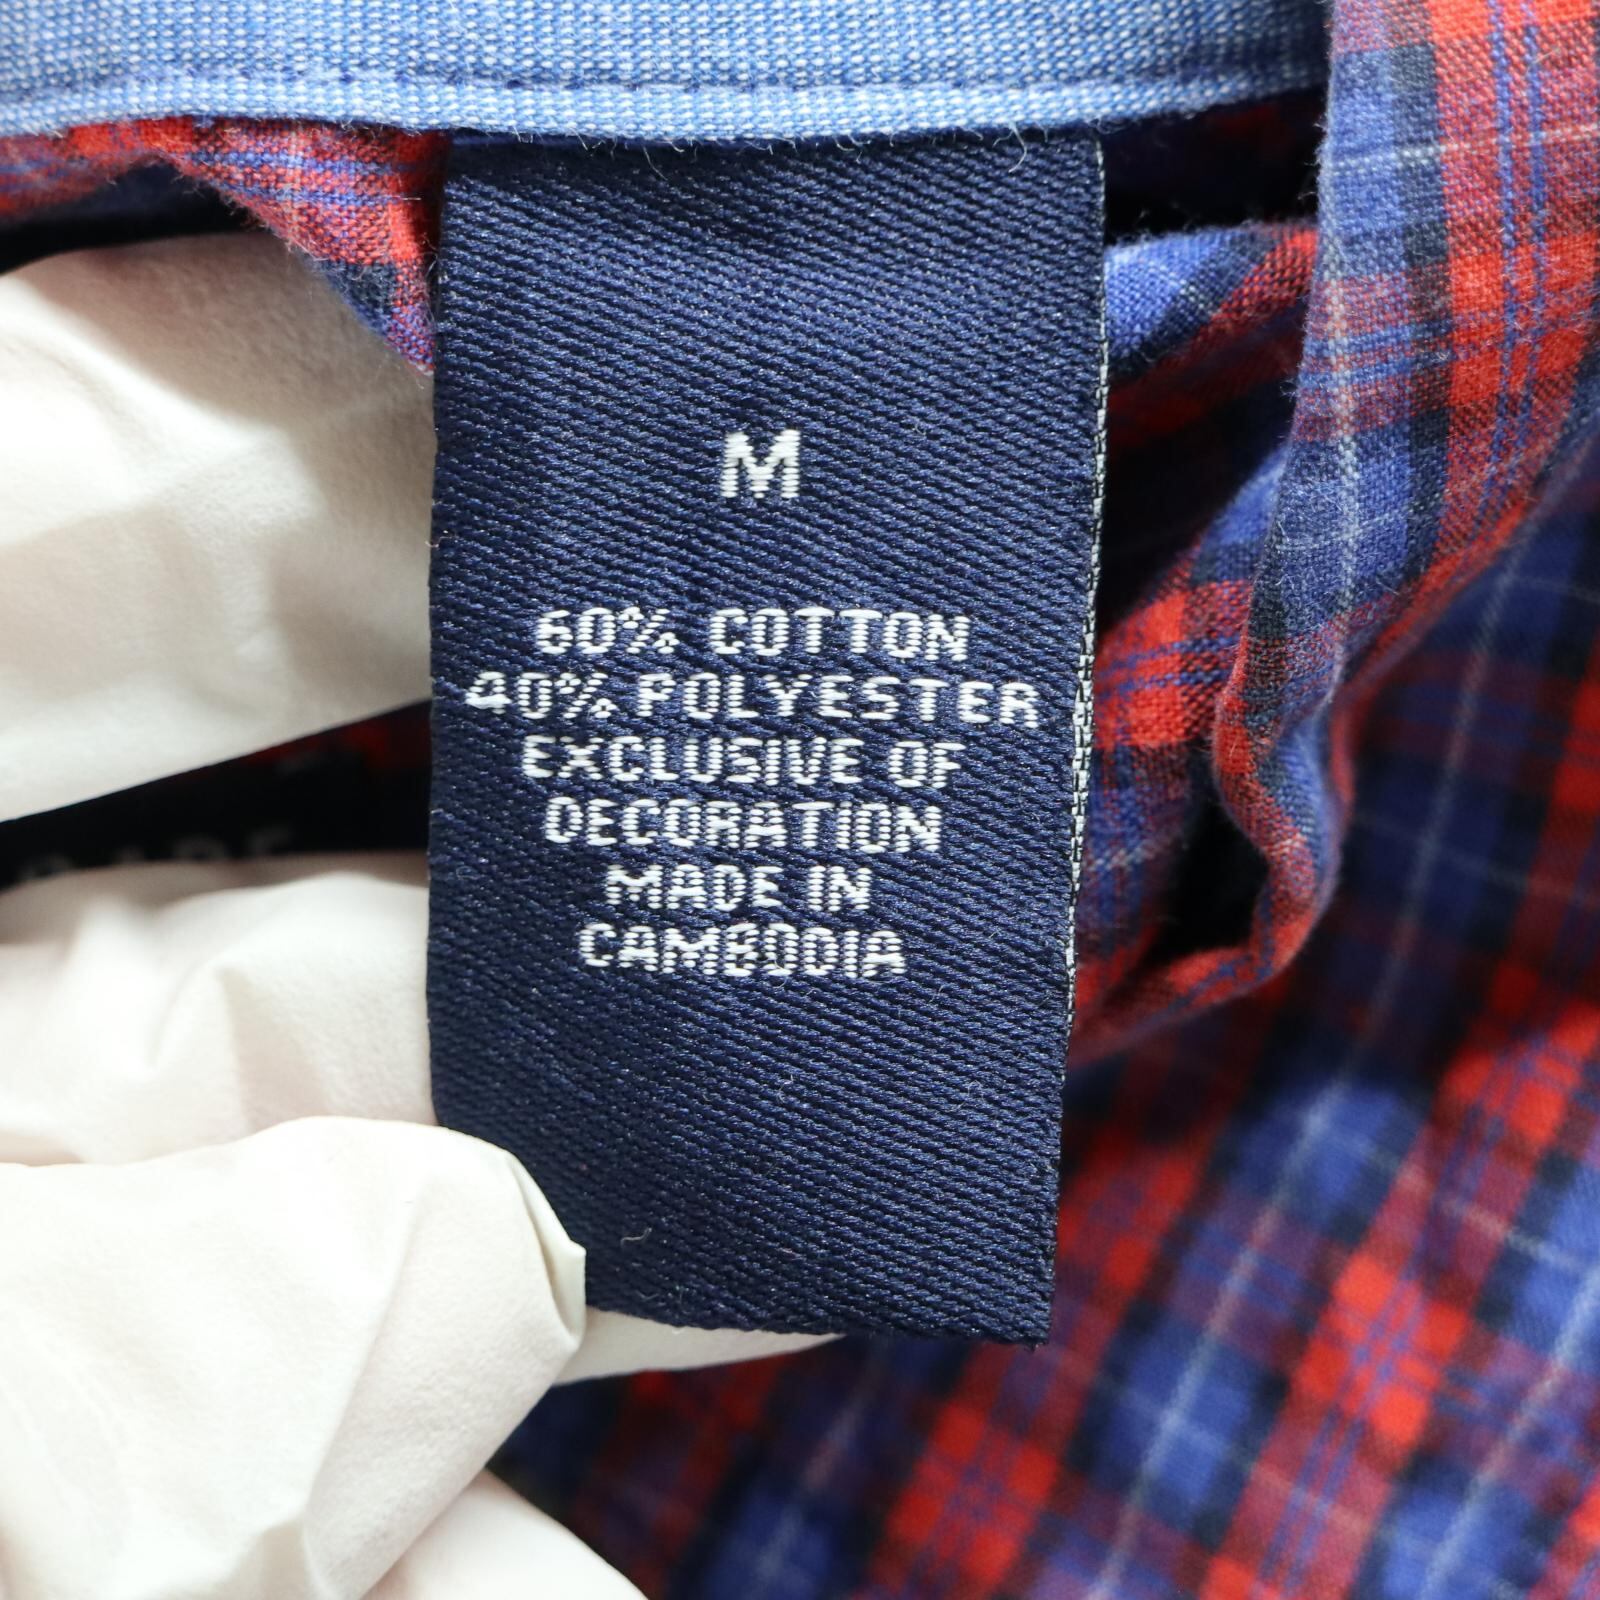 M
60% COTTON
40% POLYESTER
EXCLUSIVE OF
DECORATION
MADE IN
CAMBODIA